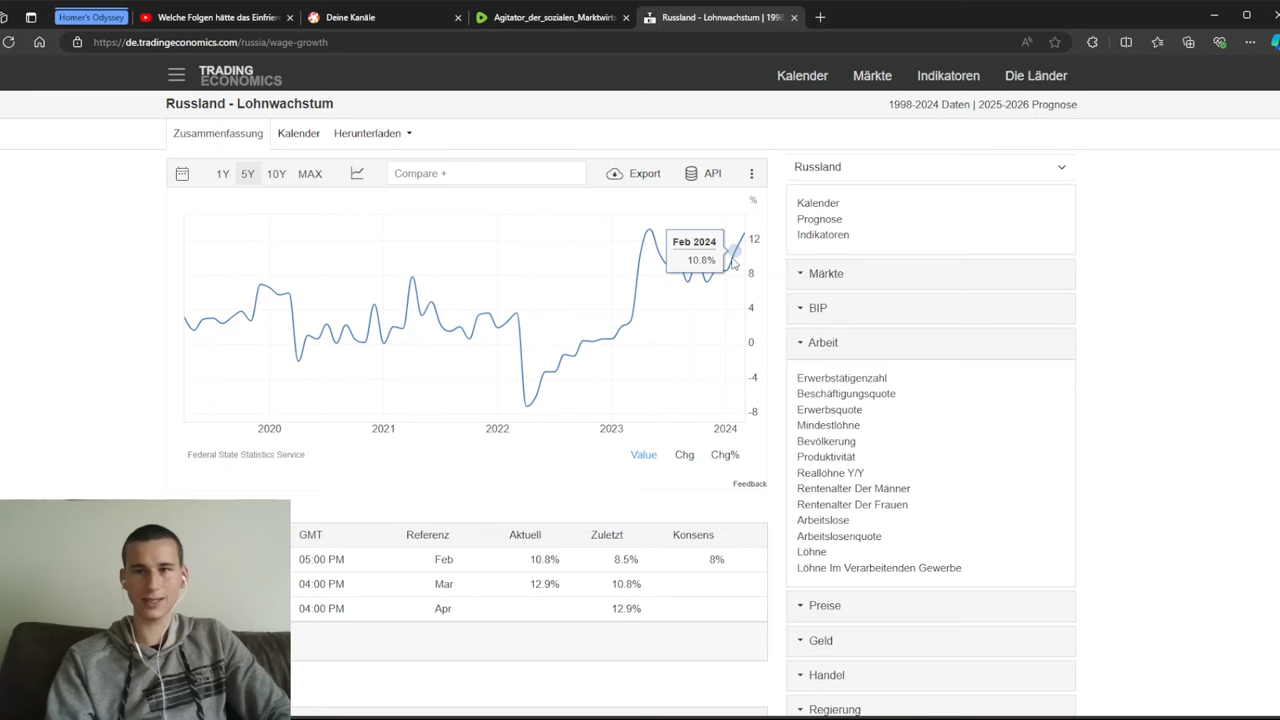 Homer's Odyssey
Welche Folgen hätte das Einfrien
Deine Kanäle
Agitator_der_sozialen_Marktwirts
Russland - Lohnwachstum | 1998
https://de.tradingeconomics.com/russia/wage-growth
TRADING
ECONOMICS
Kalender Märkte Indikatoren Die Länder
Russland - Lohnwachstum
1998-2024 Daten | 2025-2026 Prognose
Zusammenfassung Kalender Herunterladen
1Y 5Y 10Y MAX Compare + Export API
%
Feb 2024
10.8%
12
8
4
0
-4
-8
2020 2021 2022 2023 2024
Federal State Statistics Service
Value Chg Chg%
Feedback
GMT Referenz Aktuell Zuletzt Konsens
05:00 PM Feb 10.8% 8.5% 8%
04:00 PM Mar 12.9% 10.8%
04:00 PM Apr 12.9%
Russland
Kalender
Prognose
Indikatoren
Märkte
BIP
Arbeit
Erwerbstätigenzahl
Beschäftigungsquote
Erwerbsquote
Mindestlöhne
Bevölkerung
Produktivität
Reallöhne Y/Y
Rentenalter Der Männer
Rentenalter Der Frauen
Arbeitslose
Arbeitslosenquote
Löhne
Löhne Im Verarbeitenden Gewerbe
Preise
Geld
Handel
Regierung